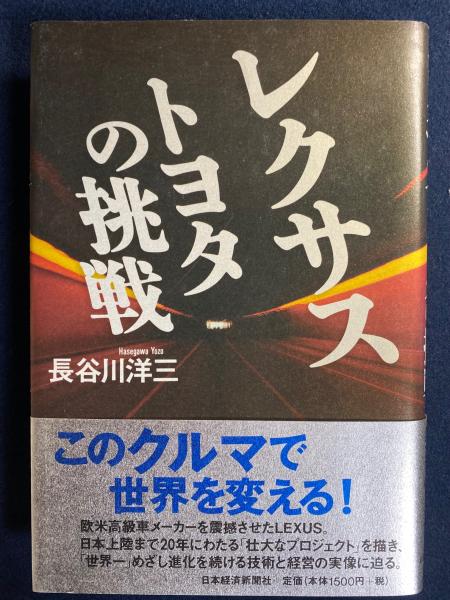 レクサス
トヨタ
の挑戦
Hasegawa Yozo
長谷川洋三
このクルマで
世界を変える!
欧米高級車メーカーを震撼させたLEXUS。
日本上陸まで20年にわたる「壮大なプロジェクト」を描き、
「世界一」めざし進化を続ける技術と経営の実像に迫る。
日本経済新聞社 定価(本体1500円+税)